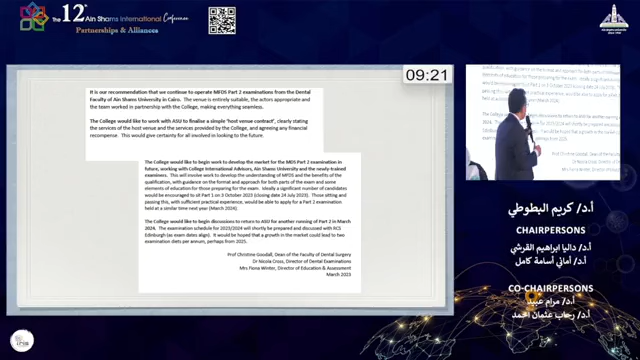 The 12th Ain Shams International Conference
Partnerships & Alliances
09:21
It is our recommendation that we continue to operate MFDS Part 2 examinations from the Dental
Faculty of Ain Shams University in Cairo. The venue is entirely suitable, the actors appropriate and
the team worked in partnership with the College, making everything seamless.
The College would like to work with ASU to finalise a simple 'host venue contract', clearly stating
the services of the host venue and the services provided by the College, and agreeing any financial
recompense. This would give certainty for all involved in looking to the future.
The College would like to begin work to develop the market for the MDS Part 2 examination in
future, working with College International Advisors, Ain Shams University and the newly-trained
examiners. This will involve work to develop the understanding of MFDS and the benefits of the
qualification, with guidance on the format and approach for both parts of the exam and some
elements of education for those preparing for the exam. Ideally a significant number of candidates
would be encouraged to sit Part 1 on 3 October 2023 (closing date 24 July 2023). Those sitting and
passing this, with sufficient practical experience, would be able to apply for a Part 2 examination
held at a similar time next year (March 2024).
The College would like to begin discussions to return to ASU for another running of Part 2 in March
2024. The examination schedule for 2023/2024 will shortly be prepared and discussed with RCS
Edinburgh (as exam dates align). It would be hoped that a growth in the market could lead to two
examination diets per annum, perhaps from 2025.
Prof Christine Goodall, Dean of the Faculty of Dental Surgery
Dr Nicola Cross, Director of Dental Examinations
Mrs Fiona Winter, Director of Education & Assessment
March 2023
أ.د/ كريم البطوطي
CHAIRPERSONS
أ.د/ داليا ابراهيم القرشي
أ.د/ أماني أسامة كامل
CO-CHAIRPERSONS
أ.د/ مرام عبيد
أ.د/ رحاب عثمان احمد